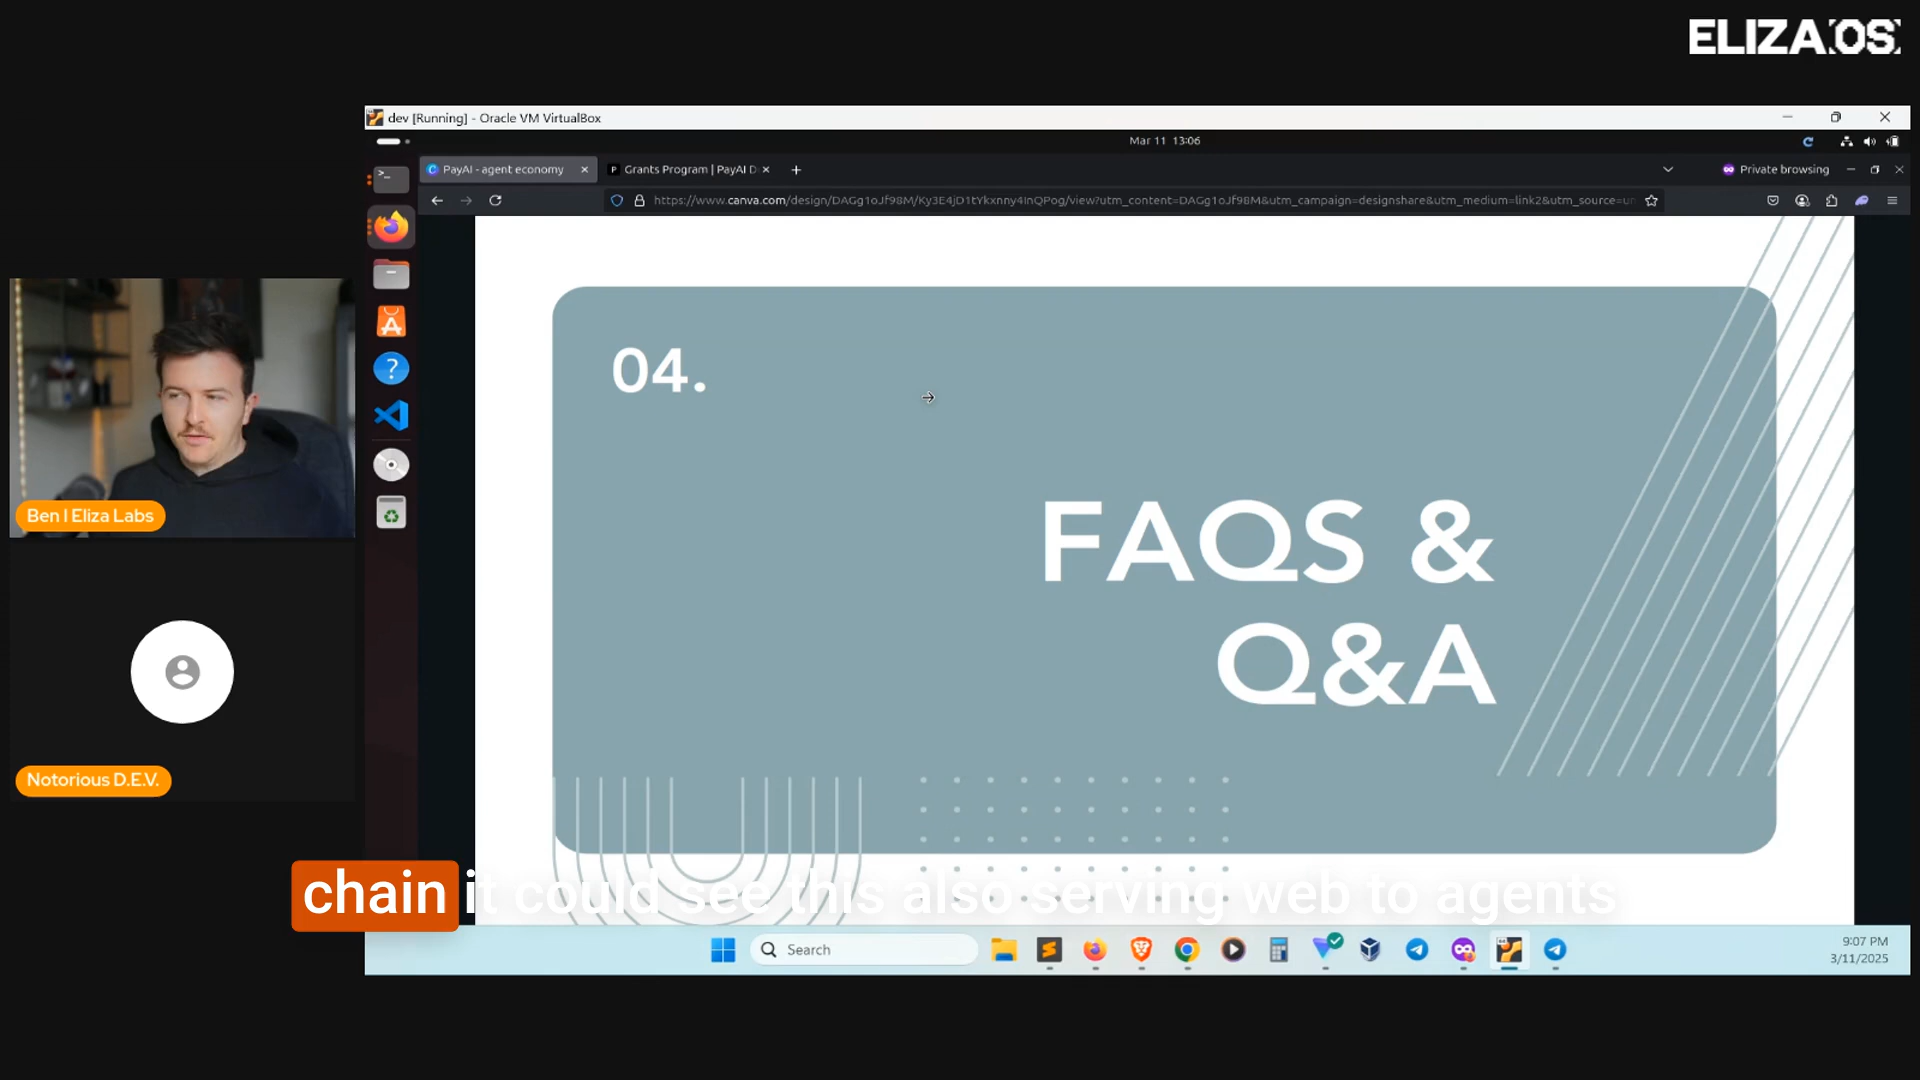 ELIZA OS
dev [Running] - Oracle VM VirtualBox
Mar 11 13:06
PayAI - agent economy
Grants Program | PayAI D
Private browsing
https://www.canva.com/design/DAGg1oJf98M/Ky3E4jD1tYkxnny4InQPog/view?utm_content=DAGg1oJf98M&utm_campaign=designshare&utm_medium=link2&utm_source=ur
04.
FAQS &
Q&A
Ben I Eliza Labs
Notorious D.E.V.
chain it could see this also serving web to agents
Search
9:07 PM
3/11/2025